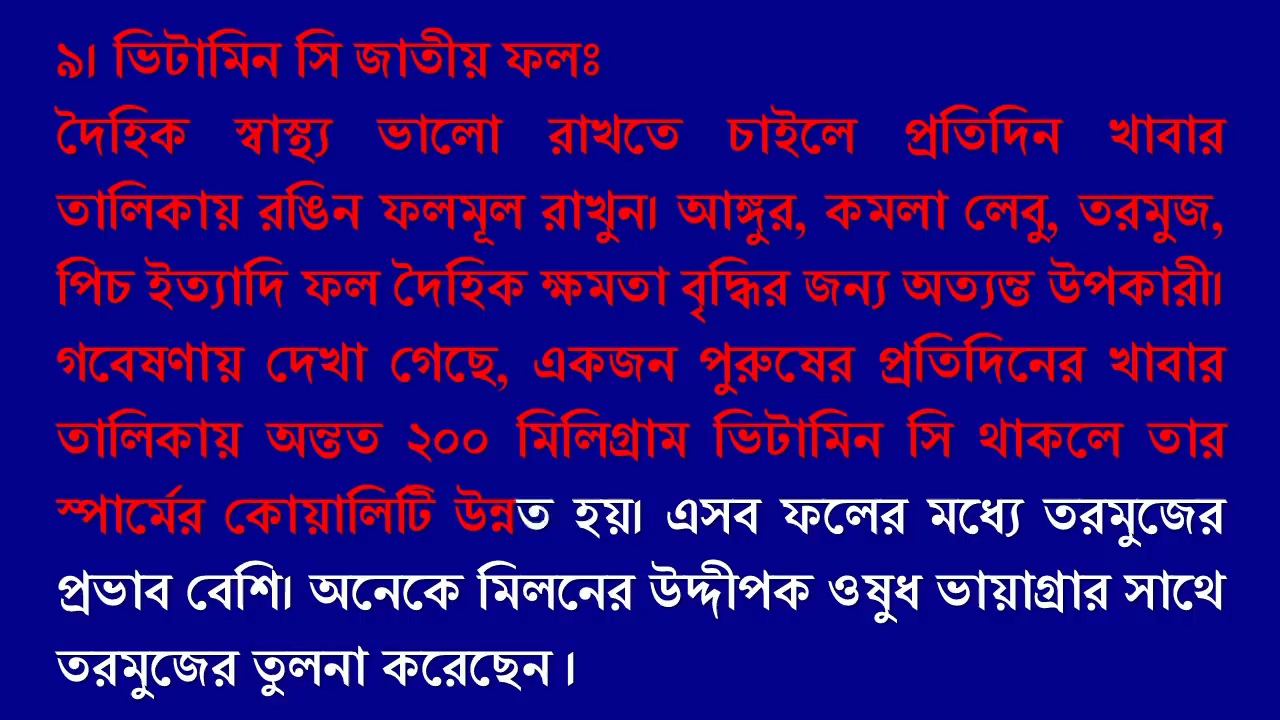 ৯। ভিটামিন সি জাতীয় ফলঃ
দৈহিক স্বাস্থ্য ভালো রাখতে চাইলে প্রতিদিন খাবার
তালিকায় রঙিন ফলমূল রাখুন। আঙ্গুর, কমলা লেবু, তরমুজ,
পিচ ইত্যাদি ফল দৈহিক ক্ষমতা বৃদ্ধির জন্য অত্যন্ত উপকারী।
গবেষণায় দেখা গেছে, একজন পুরুষের প্রতিদিনের খাবার
তালিকায় অন্তত ২০০ মিলিগ্রাম ভিটামিন সি থাকলে তার
স্পার্মের কোয়ালিটি উন্নত হয়। এসব ফলের মধ্যে তরমুজের
প্রভাব বেশি। অনেকে মিলনের উদ্দীপক ওষুধ ভায়াগ্রার সাথে
তরমুজের তুলনা করেছেন।